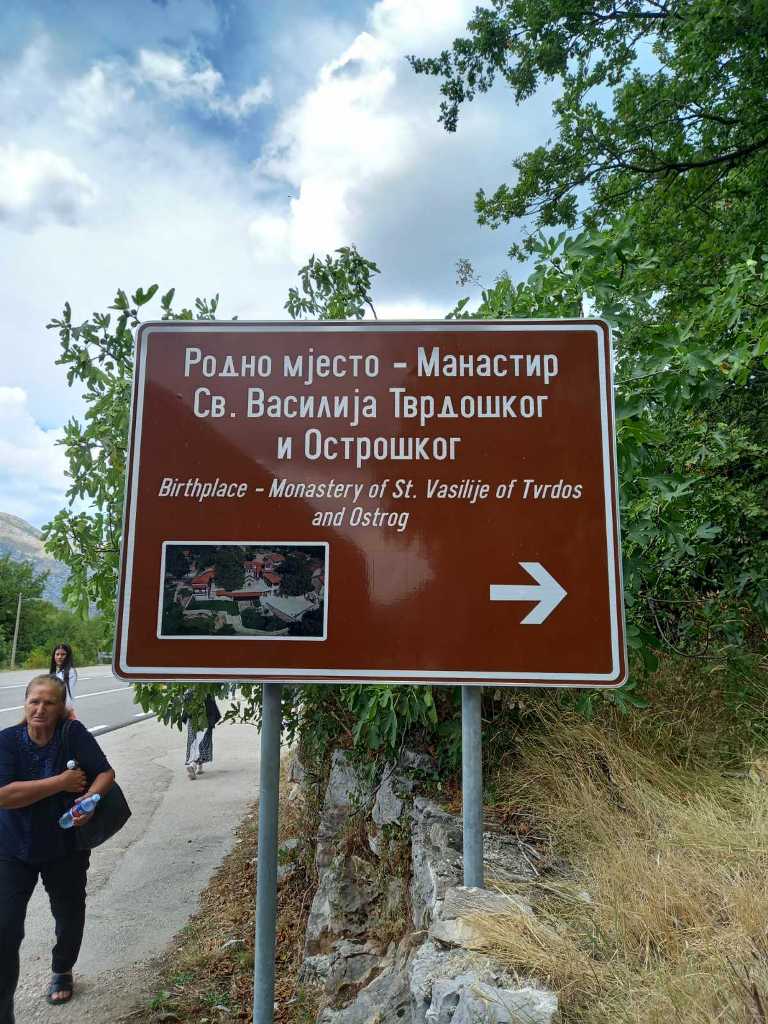 Родно мјесто - Манастир
Св. Василија Тврдошког
и Острошког
Birthplace - Monastery of St. Vasilije of Tvrdos
and Ostrog